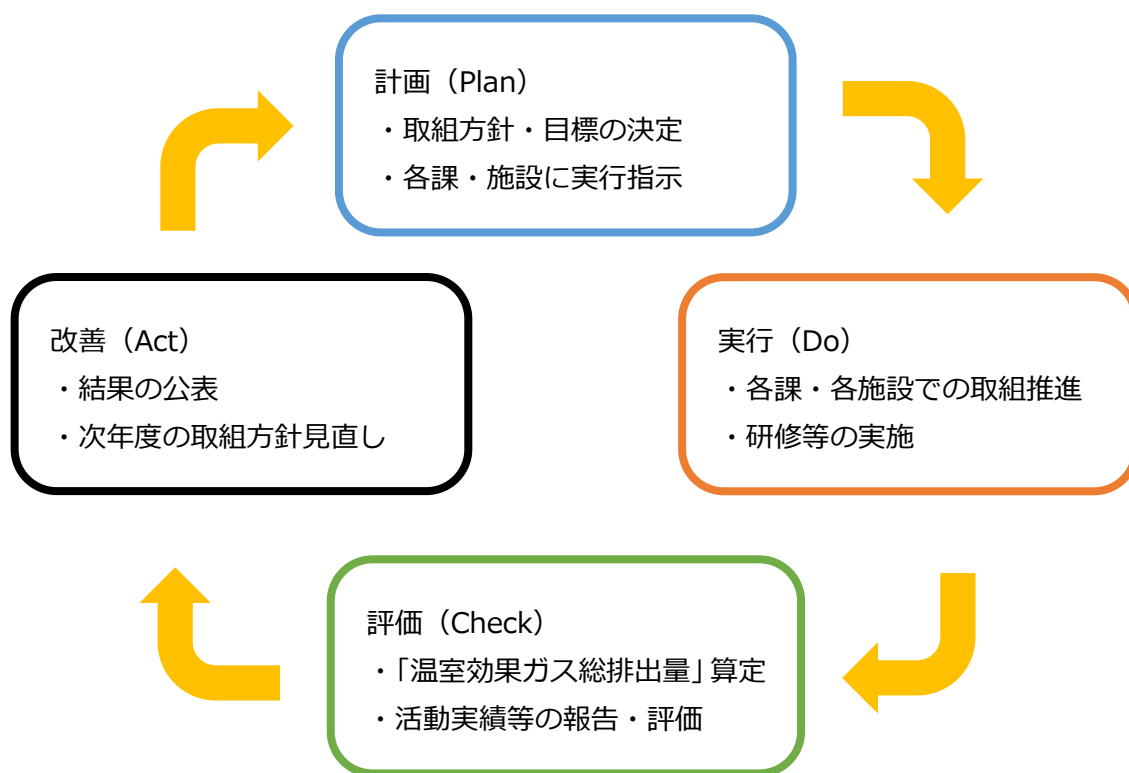 計画（Plan）
・取組方針・目標の決定
・各課・施設に実行指示
改善（Act）
・結果の公表
・次年度の取組方針見直し
実行（Do）
・各課・各施設での取組推進
・研修等の実施
評価（Check）
・「温室効果ガス総排出量」算定
・活動実績等の報告・評価